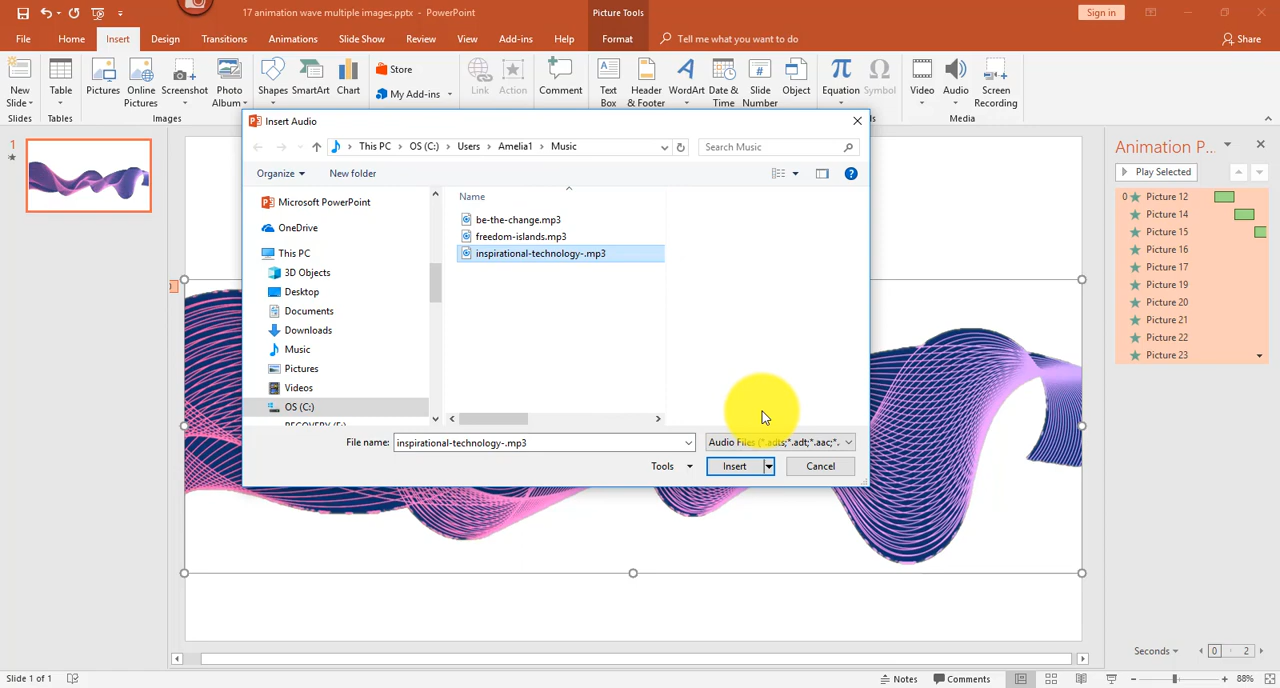 17 animation wave multiple images.pptx - PowerPoint
Picture Tools
Sign in
File Home Insert Design Transitions Animations Slide Show Review View Add-ins Help Format Tell me what you want to do Share
New Slide
Table
Pictures
Online Pictures
Screenshot
Photo Album
Shapes
SmartArt
Chart
Store
My Add-ins
Link
Action
Comment
Text Box
Header & Footer
WordArt
Date & Time
Slide Number
Object
Equation
Symbol
Video
Audio
Screen Recording
Slides
Tables
Images
Media
1
Insert Audio
This PC
OS (C:)
Users
Amelia1
Music
Search Music
Organize
New folder
Name
Microsoft PowerPoint
OneDrive
This PC
3D Objects
Desktop
Documents
Downloads
Music
Pictures
Videos
OS (C:)
be-the-change.mp3
freedom-islands.mp3
inspirational-technology-.mp3
File name: inspirational-technology-.mp3
Audio Files (*.adts;*.adt;*.aac;*.
Tools
Insert
Cancel
Animation P...
Play Selected
0 Picture 12
Picture 14
Picture 15
Picture 16
Picture 17
Picture 19
Picture 20
Picture 21
Picture 22
Picture 23
Seconds 0 2
Slide 1 of 1
Notes
Comments
88%